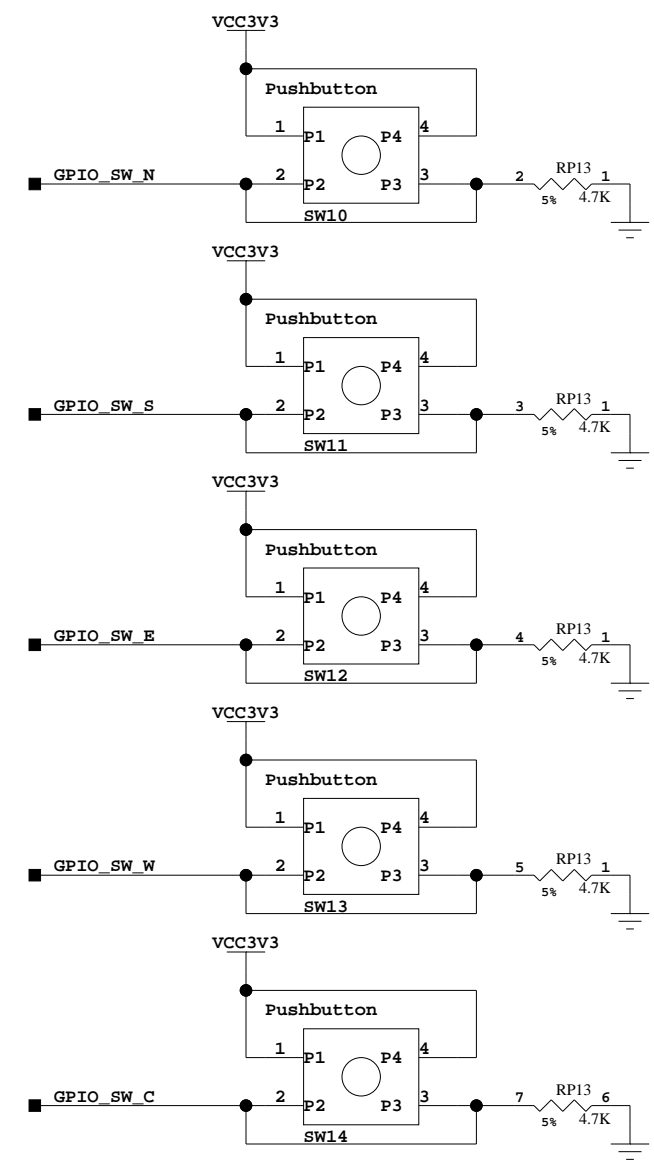 VCC3V3
Pushbutton
1 P1 P4 4
GPIO_SW_N 2 P2 P3 3 2 RP13 1
5% 4.7K
SW10
VCC3V3
Pushbutton
1 P1 P4 4
GPIO_SW_S 2 P2 P3 3 3 RP13 1
5% 4.7K
SW11
VCC3V3
Pushbutton
1 P1 P4 4
GPIO_SW_E 2 P2 P3 3 4 RP13 1
5% 4.7K
SW12
VCC3V3
Pushbutton
1 P1 P4 4
GPIO_SW_W 2 P2 P3 3 5 RP13 1
5% 4.7K
SW13
VCC3V3
Pushbutton
1 P1 P4 4
GPIO_SW_C 2 P2 P3 3 7 RP13 6
5% 4.7K
SW14